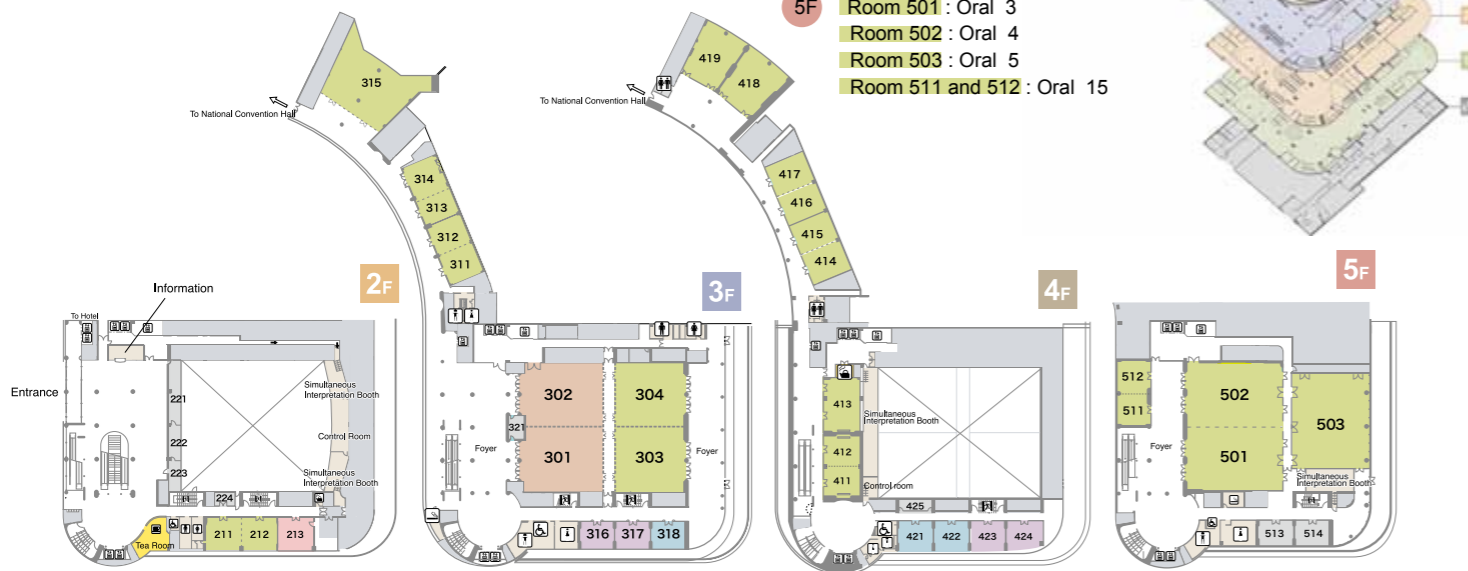 5F
Room 501 : Oral 3
Room 502 : Oral 4
Room 503 : Oral 5
Room 511 and 512 : Oral 15
2F
Information
To Hotel
Entrance
221
222
223
224
Simultaneous
Interpretation Booth
Control Room
Simultaneous
Interpretation Booth
Tea Room
211
212
213
3F
To National Convention Hall
315
314
313
312
311
302
304
321
301
303
Foyer
Foyer
316
317
318
4F
To National Convention Hall
419
418
417
416
415
414
413
412
411
Simultaneous
Interpretation Booth
Control room
425
421
422
423
424
5F
512
511
502
501
503
Foyer
Simultaneous
Interpretation Booth
513
514